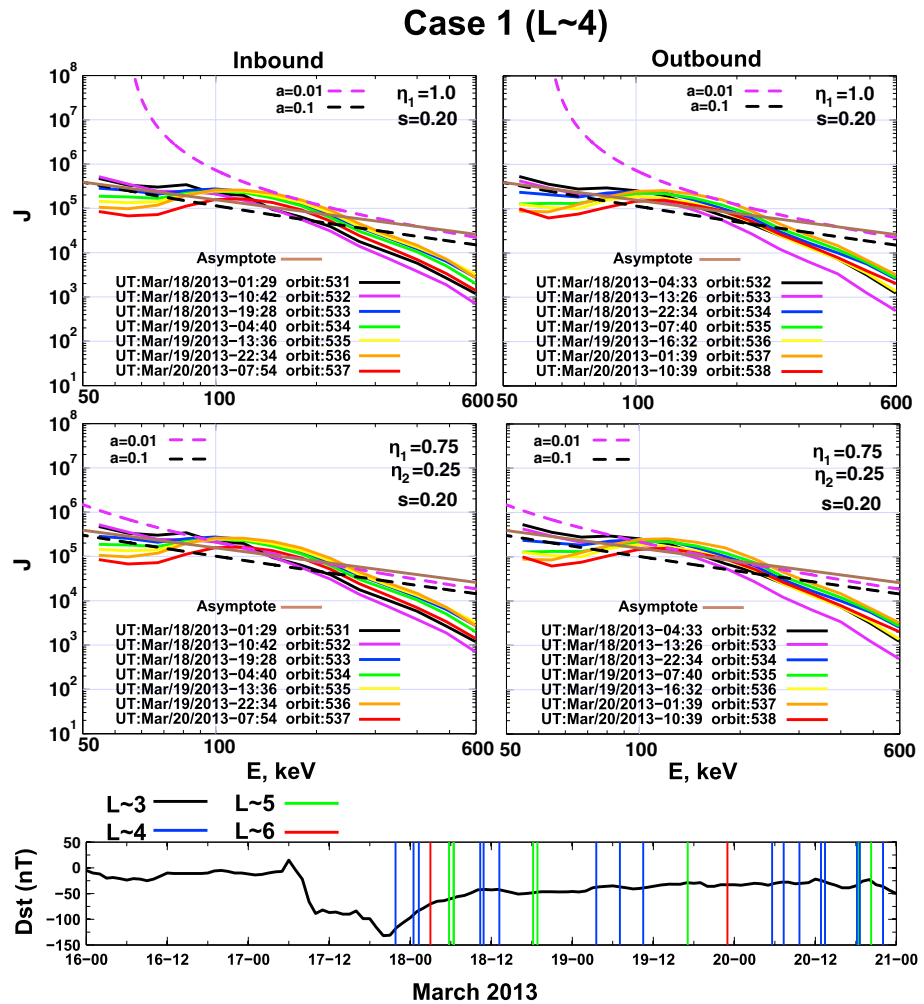 Case 1 (L~4)
Inbound
Outbound
10^8
10^7
10^6
10^5
10^4
10^3
10^2
10^1
J
a=0.01
a=0.1
η1=1.0
s=0.20
Asymptote
UT:Mar/18/2013−01:29 orbit:531
UT:Mar/18/2013−10:42 orbit:532
UT:Mar/18/2013−19:28 orbit:533
UT:Mar/19/2013−04:40 orbit:534
UT:Mar/19/2013−13:36 orbit:535
UT:Mar/19/2013−22:34 orbit:536
UT:Mar/20/2013−07:54 orbit:537
50 100 600
a=0.01
a=0.1
η1=1.0
s=0.20
Asymptote
UT:Mar/18/2013−04:33 orbit:532
UT:Mar/18/2013−13:26 orbit:533
UT:Mar/18/2013−22:34 orbit:534
UT:Mar/19/2013−07:40 orbit:535
UT:Mar/19/2013−16:32 orbit:536
UT:Mar/20/2013−01:39 orbit:537
UT:Mar/20/2013−10:39 orbit:538
50 100 600
10^8
10^7
10^6
10^5
10^4
10^3
10^2
10^1
J
a=0.01
a=0.1
η1=0.75
η2=0.25
s=0.20
Asymptote
UT:Mar/18/2013−01:29 orbit:531
UT:Mar/18/2013−10:42 orbit:532
UT:Mar/18/2013−19:28 orbit:533
UT:Mar/19/2013−04:40 orbit:534
UT:Mar/19/2013−13:36 orbit:535
UT:Mar/19/2013−22:34 orbit:536
UT:Mar/20/2013−07:54 orbit:537
50 100 600
E, keV
a=0.01
a=0.1
η1=0.75
η2=0.25
s=0.20
Asymptote
UT:Mar/18/2013−04:33 orbit:532
UT:Mar/18/2013−13:26 orbit:533
UT:Mar/18/2013−22:34 orbit:534
UT:Mar/19/2013−07:40 orbit:535
UT:Mar/19/2013−16:32 orbit:536
UT:Mar/20/2013−01:39 orbit:537
UT:Mar/20/2013−10:39 orbit:538
50 100 600
E, keV
L~3 L~5
L~4 L~6
Dst (nT)
50
0
−50
−100
−150
16−00 16−12 17−00 17−12 18−00 18−12 19−00 19−12 20−00 20−12 21−00
March 2013